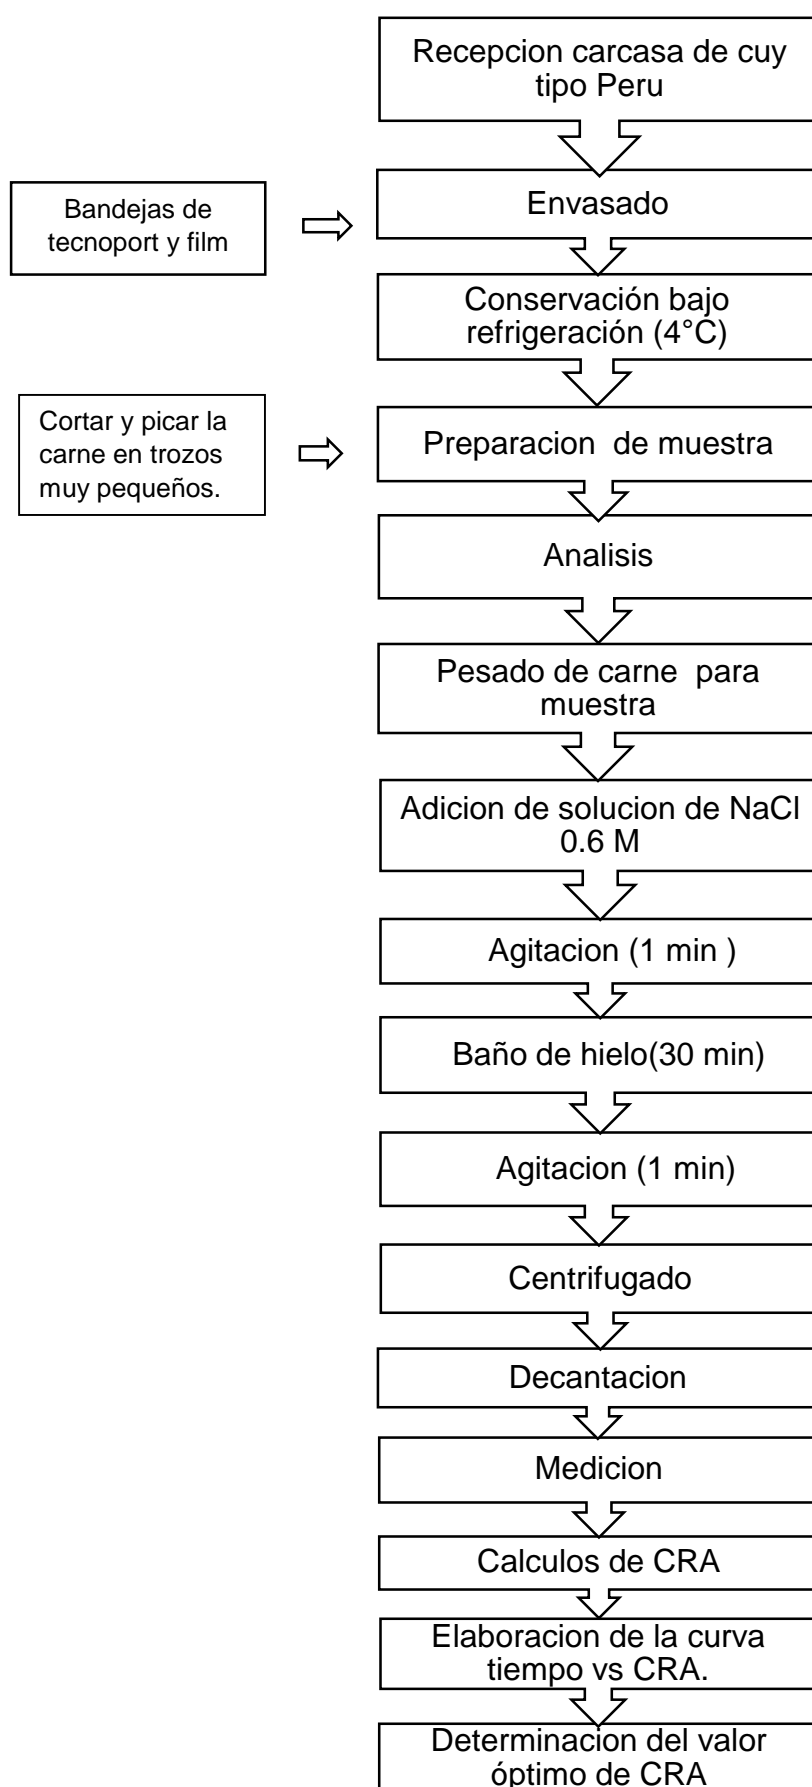 Recepcion carcasa de cuy
tipo Peru
Bandejas de
tecnoport y film
Envasado
Conservación bajo
refrigeración (4°C)
Cortar y picar la
carne en trozos
muy pequeños.
Preparacion de muestra
Analisis
Pesado de carne para
muestra
Adicion de solucion de NaCl
0.6 M
Agitacion (1 min )
Baño de hielo(30 min)
Agitacion (1 min)
Centrifugado
Decantacion
Medicion
Calculos de CRA
Elaboracion de la curva
tiempo vs CRA.
Determinacion del valor
óptimo de CRA